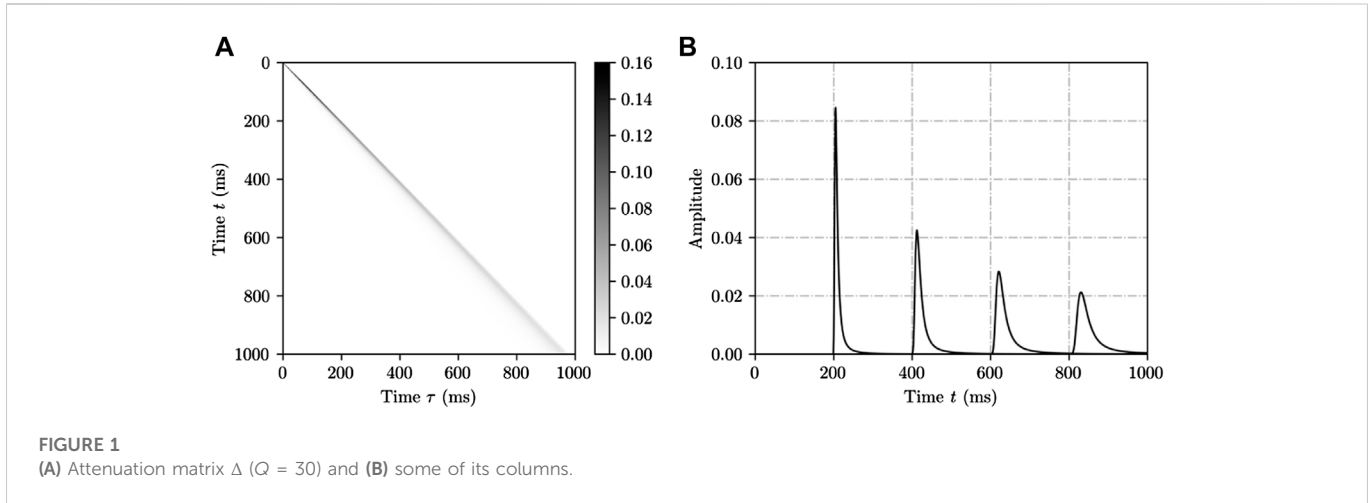 A
0
200
400
600
800
1000
Time t (ms)
0 200 400 600 800 1000
Time τ (ms)
0.16
0.14
0.12
0.10
0.08
0.06
0.04
0.02
0.00
B
0.10
0.08
0.06
0.04
0.02
0.00
Amplitude
0 200 400 600 800 1000
Time t (ms)
FIGURE 1
(A) Attenuation matrix Δ (Q = 30) and (B) some of its columns.